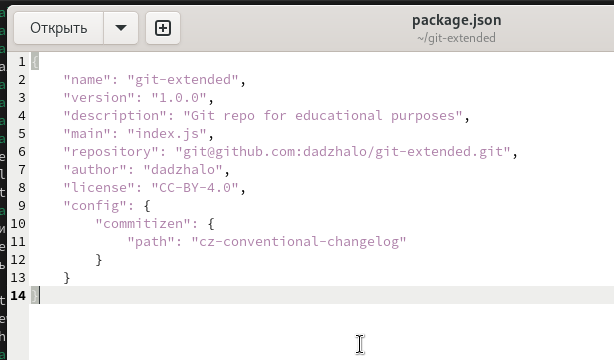 Открыть
package.json
~/git-extended
1 {
2 "name": "git-extended",
3 "version": "1.0.0",
4 "description": "Git repo for educational purposes",
5 "main": "index.js",
6 "repository": "git@github.com:dadzhalo/git-extended.git",
7 "author": "dadzhalo",
8 "license": "CC-BY-4.0",
9 "config": {
10 "commitizen": {
11 "path": "cz-conventional-changelog"
12 }
13 }
14 }